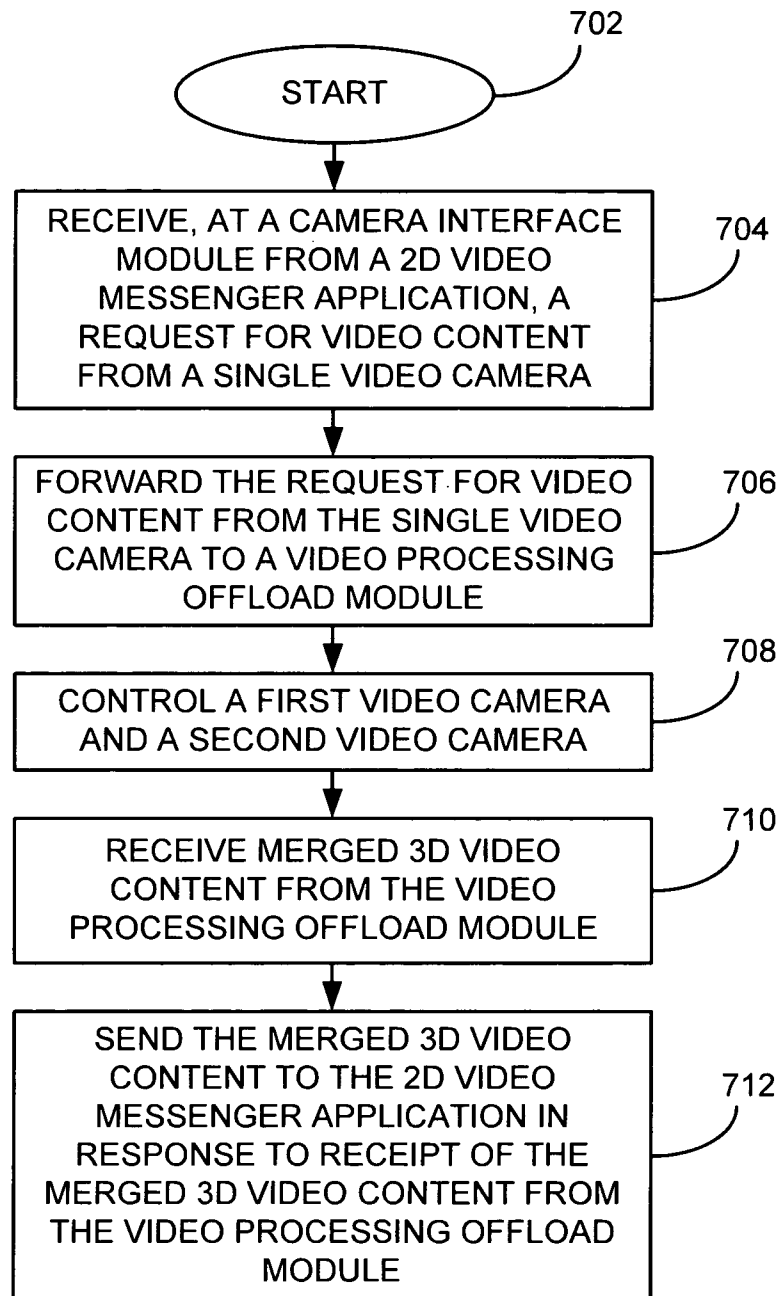 702
START
RECEIVE, AT A CAMERA INTERFACE
MODULE FROM A 2D VIDEO
MESSENGER APPLICATION, A
REQUEST FOR VIDEO CONTENT
FROM A SINGLE VIDEO CAMERA
704
FORWARD THE REQUEST FOR VIDEO
CONTENT FROM THE SINGLE VIDEO
CAMERA TO A VIDEO PROCESSING
OFFLOAD MODULE
706
CONTROL A FIRST VIDEO CAMERA
AND A SECOND VIDEO CAMERA
708
RECEIVE MERGED 3D VIDEO
CONTENT FROM THE VIDEO
PROCESSING OFFLOAD MODULE
710
SEND THE MERGED 3D VIDEO
CONTENT TO THE 2D VIDEO
MESSENGER APPLICATION IN
RESPONSE TO RECEIPT OF THE
MERGED 3D VIDEO CONTENT FROM
THE VIDEO PROCESSING OFFLOAD
MODULE
712